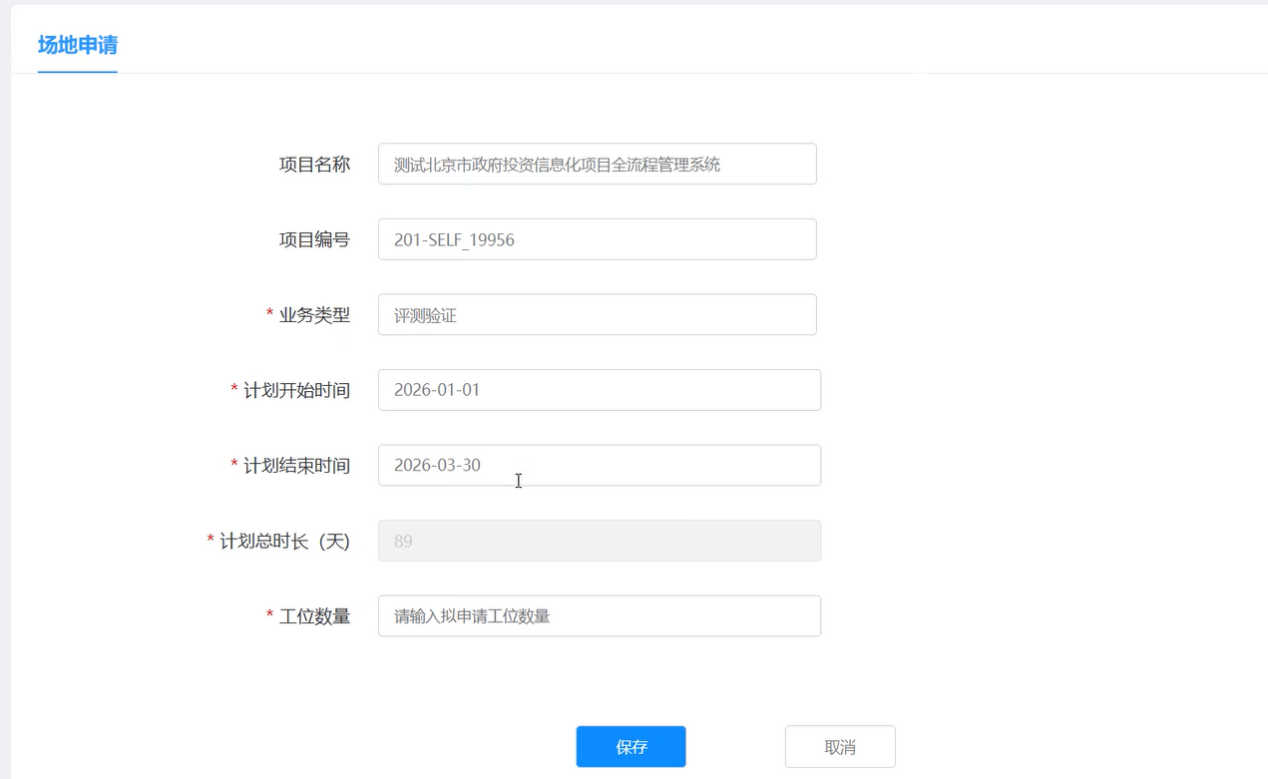 场地申请
项目名称 测试北京市政府投资信息化项目全流程管理系统
项目编号 201-SELF_19956
* 业务类型 评测验证
* 计划开始时间 2026-01-01
* 计划结束时间 2026-03-30
* 计划总时长（天) 89
* 工位数量 请输入拟申请工位数量
保存 取消